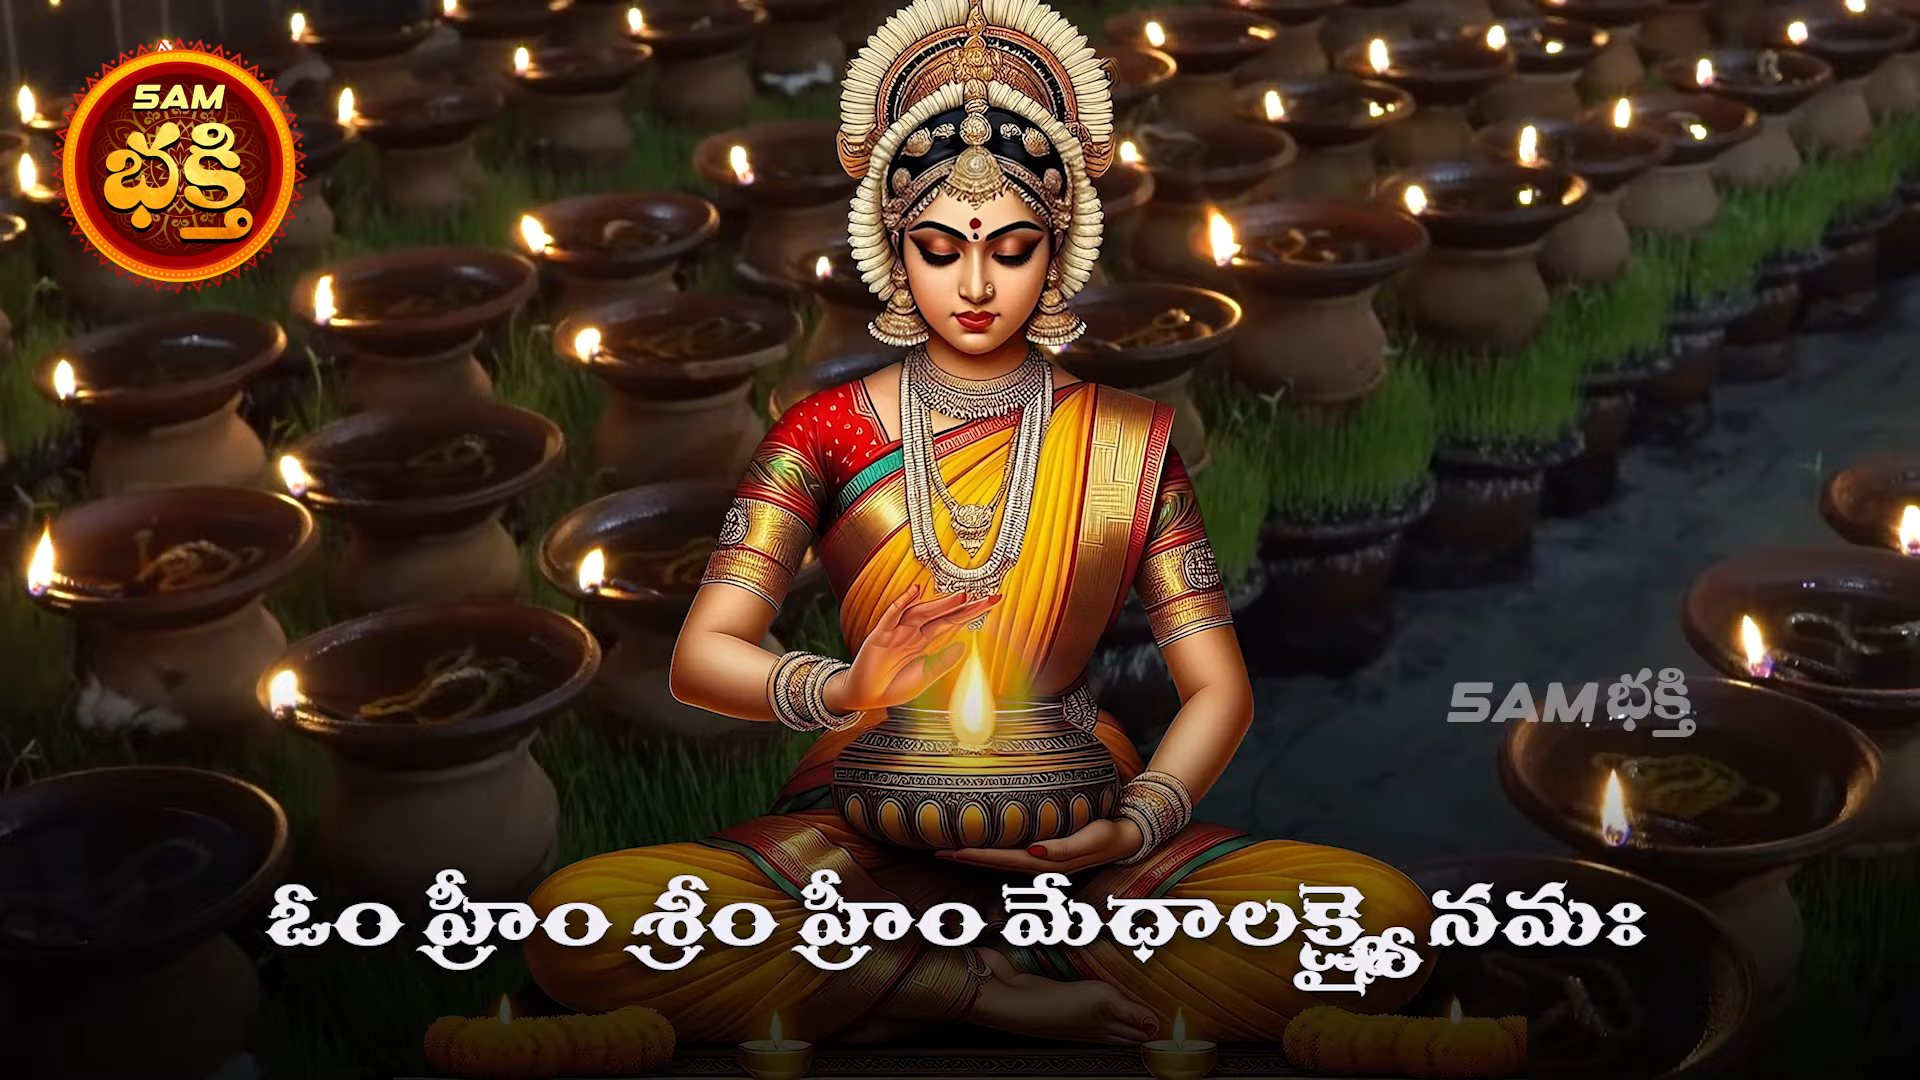 5AM
భక్తి
5AM భక్తి
ఓం హ్రీం శ్రీం హ్రీం మేధాలక్ష్మ్యై నమః